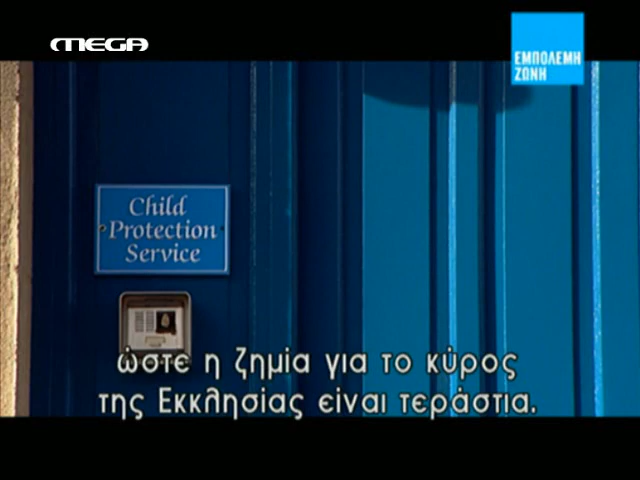 MEGA
ΕΜΠΟΛΕΜΗ
ΖΩΝΗ
Child
Protection
Service
ώστε η ζημία για το κύρος
της Εκκλησίας είναι τεράστια.